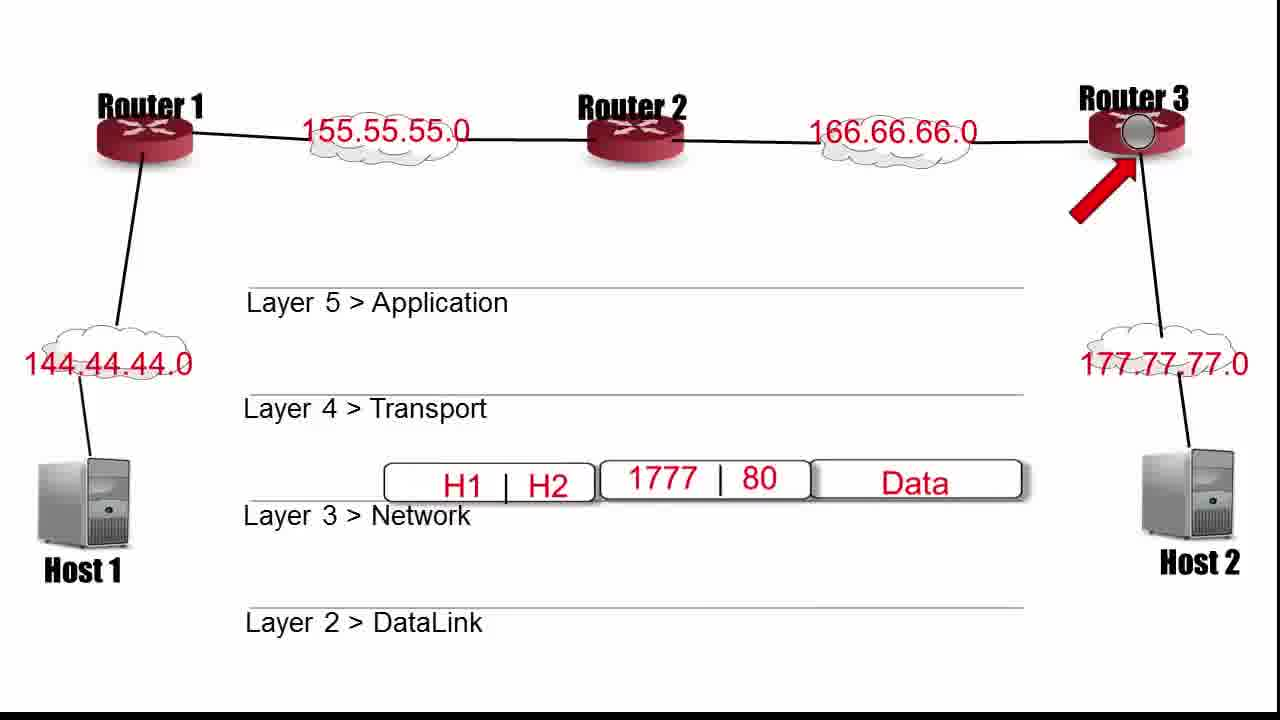 Router 1
Router 2
Router 3
155.55.55.0
166.66.66.0
Layer 5 > Application
144.44.44.0
177.77.77.0
Layer 4 > Transport
H1 | H2
1777 | 80
Data
Layer 3 > Network
Host 1
Host 2
Layer 2 > DataLink